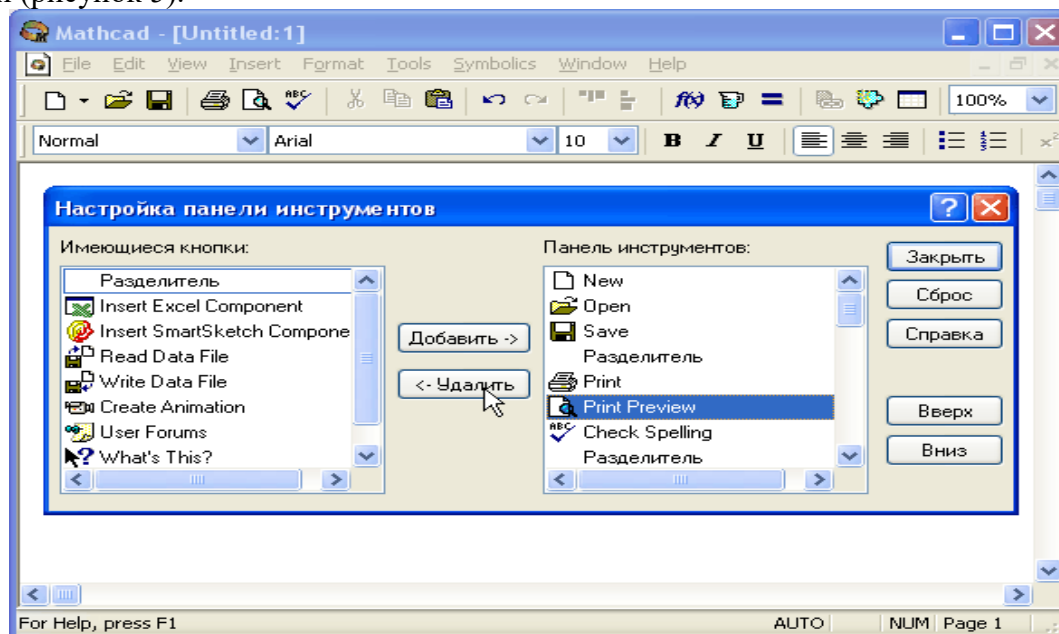 (рисунок 3).
Mathcad - [Untitled:1]
File Edit View Insert Format Tools Symbolics Window Help
100%
Normal Arial 10 B I U
Настройка панели инструментов
Имеющиеся кнопки:
Разделитель
Insert Excel Component
Insert SmartSketch Compone
Read Data File
Write Data File
Create Animation
User Forums
What's This?
Добавить ->
<- Удалить
Панель инструментов:
New
Open
Save
Разделитель
Print
Print Preview
Check Spelling
Разделитель
Закрыть
Сброс
Справка
Вверх
Вниз
For Help, press F1 AUTO NUM Page 1